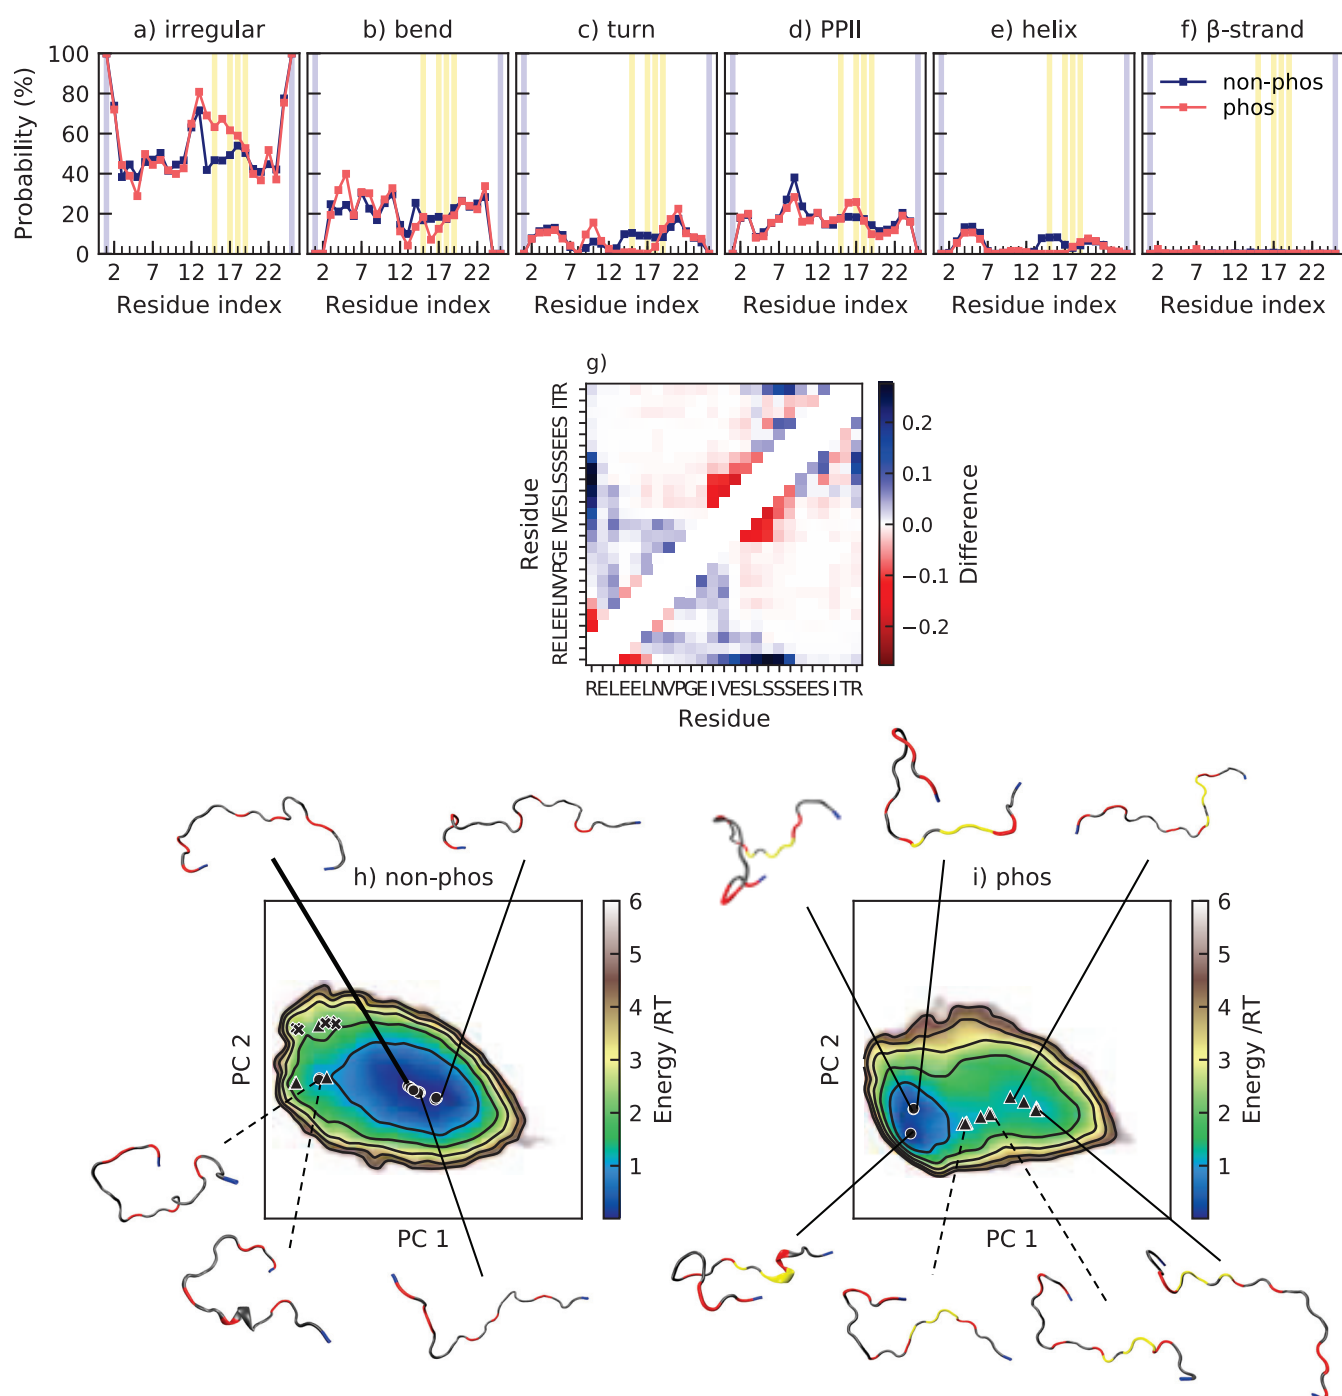 a) irregular b) bend c) turn d) PPII e) helix f) β-strand
100
80
60
40
20
0
Probability (%)
non-phos
phos
2 7 12 17 22 2 7 12 17 22 2 7 12 17 22 2 7 12 17 22 2 7 12 17 22 2 7 12 17 22
Residue index Residue index Residue index Residue index Residue index Residue index
g)
RELEELNVPGE IVESLSSSEES ITR
Residue
0.2
0.1
0.0
−0.1
−0.2
Difference
RELEELNVPGEIVESLSSSEESITR
Residue
h) non-phos i) phos
PC 2
6
5
4
3
2
1
Energy /RT
PC 1
PC 2
6
5
4
3
2
1
Energy /RT
PC 1